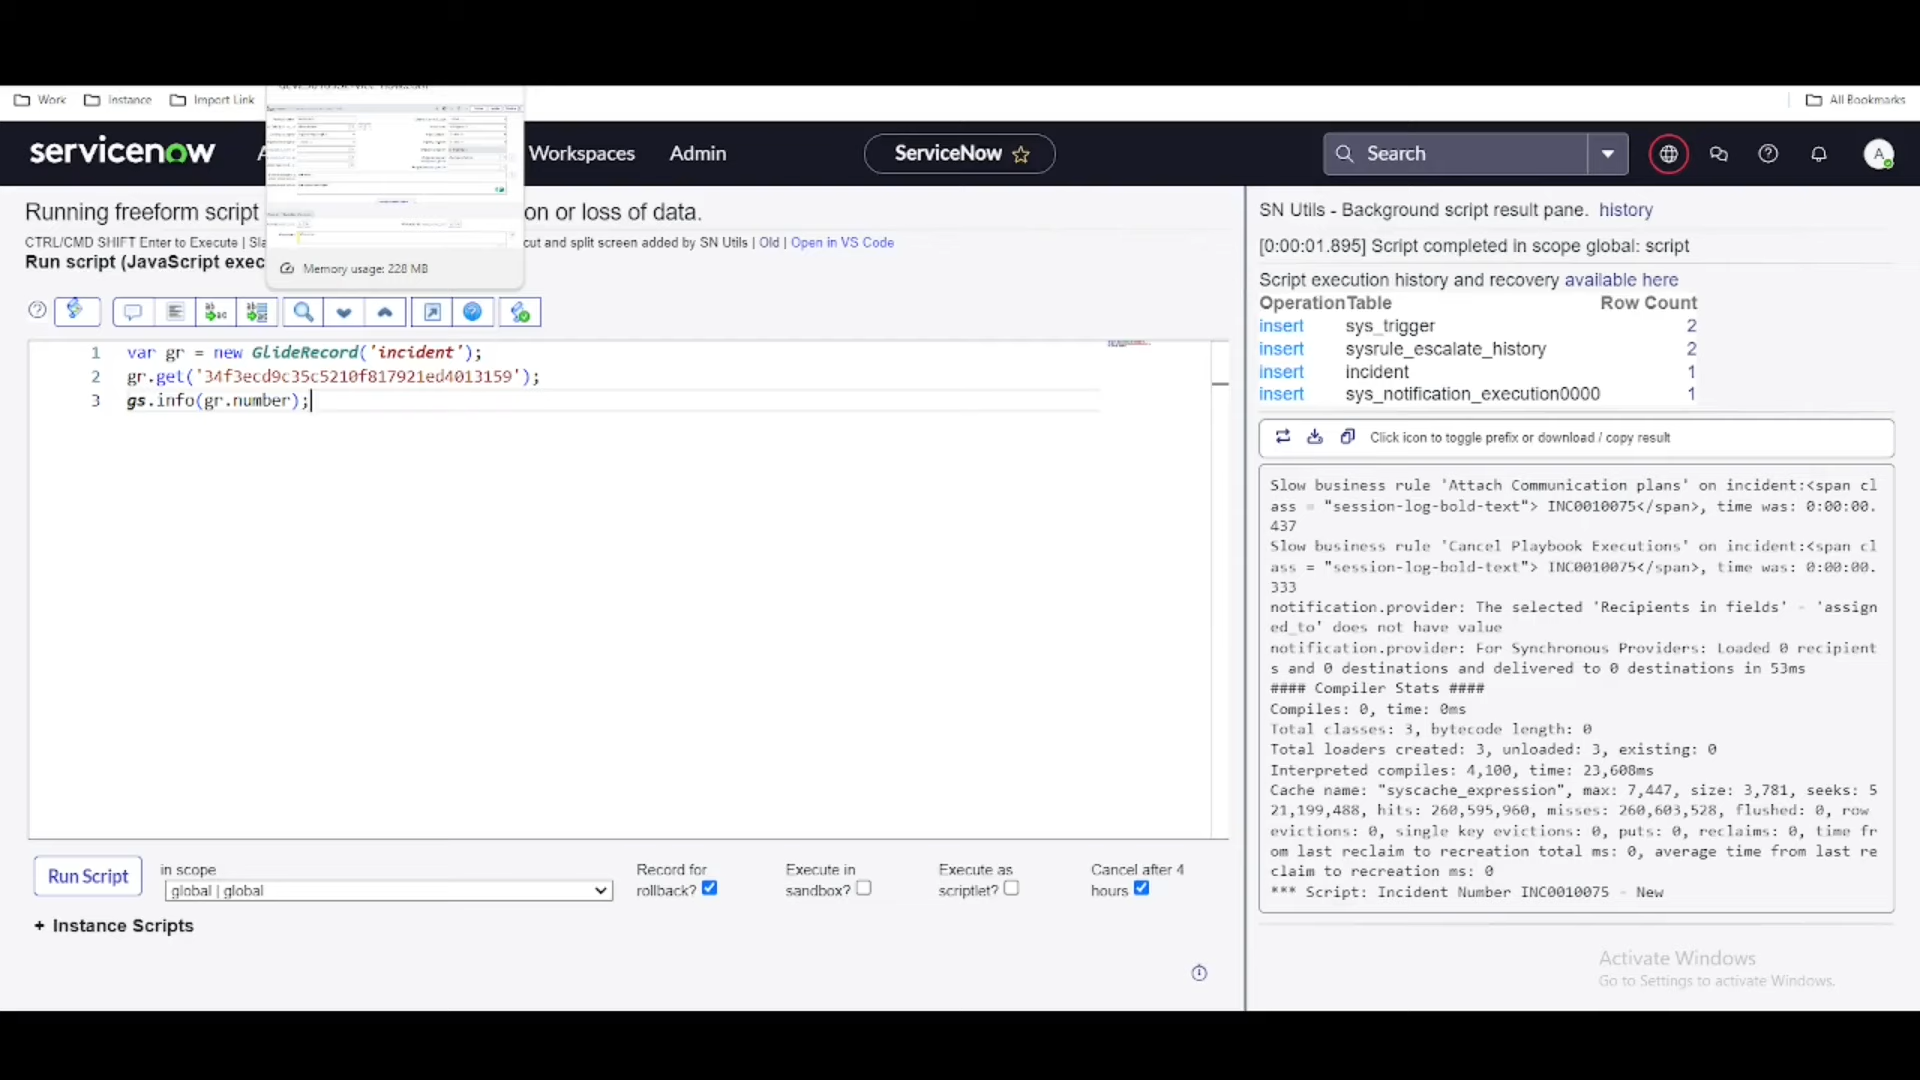 Work
Instance
Import Link
All Bookmarks
servicenow
Workspaces
Admin
ServiceNow
Search
A
Running freeform script
on or loss of data.
CTRL/CMD SHIFT Enter to Execute | Sla
cut and split screen added by SN Utils | Old | Open in VS Code
Run script (JavaScript exec
Memory usage: 228 MB
1 var gr = new GlideRecord('incident');
2 gr.get('34f3ecd9c35c5210f817921ed4013159');
3 gs.info(gr.number);
Run Script
in scope
global | global
Record for
rollback?
Execute in
sandbox?
Execute as
scriptlet?
Cancel after 4
hours
+ Instance Scripts
SN Utils - Background script result pane. history
[0:00:01.895] Script completed in scope global: script
Script execution history and recovery available here
Operation Table Row Count
insert sys_trigger 2
insert sysrule_escalate_history 2
insert incident 1
insert sys_notification_execution0000 1
Click icon to toggle prefix or download / copy result
Slow business rule 'Attach Communication plans' on incident:<span cl
ass = "session-log-bold-text"> INC0010075</span>, time was: 0:00:00.
437
Slow business rule 'Cancel Playbook Executions' on incident:<span cl
ass = "session-log-bold-text"> INC0010075</span>, time was: 0:00:00.
333
notification.provider: The selected 'Recipients in fields' - 'assign
ed_to' does not have value
notification.provider: For Synchronous Providers: Loaded 0 recipient
s and 0 destinations and delivered to 0 destinations in 53ms
#### Compiler Stats ####
Compiles: 0, time: 0ms
Total classes: 3, bytecode length: 0
Total loaders created: 3, unloaded: 3, existing: 0
Interpreted compiles: 4,100, time: 23,608ms
Cache name: "syscache_expression", max: 7,447, size: 3,781, seeks: 5
21,199,488, hits: 260,595,960, misses: 260,603,528, flushed: 0, row
evictions: 0, single key evictions: 0, puts: 0, reclaims: 0, time fr
om last reclaim to recreation total ms: 0, average time from last re
claim to recreation ms: 0
*** Script: Incident Number INC0010075 - New
Activate Windows
Go to Settings to activate Windows.